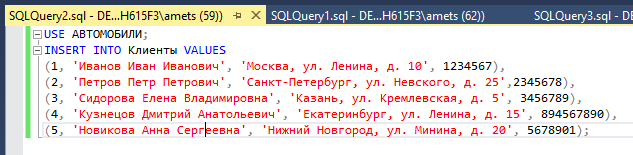 SQLQuery2.sql - DE...H615F3\amets (59))* SQLQuery1.sql - DE...H615F3\amets (62))* SQLQuery3.sql - DE...H615F3
USE АВТОМОБИЛИ;
INSERT INTO Клиенты VALUES
(1, 'Иванов Иван Иванович', 'Москва, ул. Ленина, д. 10', 1234567),
(2, 'Петров Петр Петрович', 'Санкт-Петербург, ул. Невского, д. 25',2345678),
(3, 'Сидорова Елена Владимировна', 'Казань, ул. Кремлевская, д. 5', 3456789),
(4, 'Кузнецов Дмитрий Анатольевич', 'Екатеринбург, ул. Ленина, д. 15', 894567890),
(5, 'Новикова Анна Сергеевна', 'Нижний Новгород, ул. Минина, д. 20', 5678901);